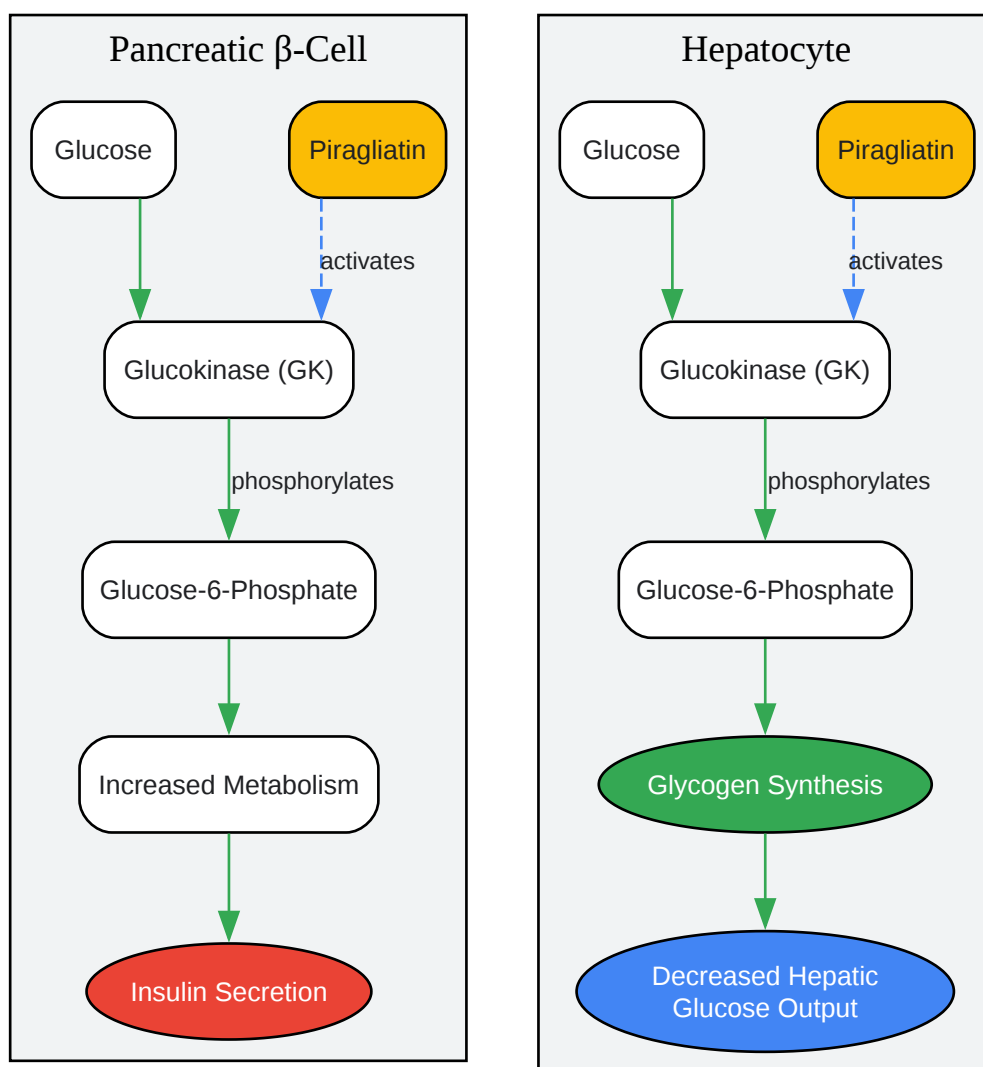 Pancreatic β-Cell
Glucose
Piragliatin
activates
Glucokinase (GK)
phosphorylates
Glucose-6-Phosphate
Increased Metabolism
Insulin Secretion
Hepatocyte
Glucose
Piragliatin
activates
Glucokinase (GK)
phosphorylates
Glucose-6-Phosphate
Glycogen Synthesis
Decreased Hepatic
Glucose Output